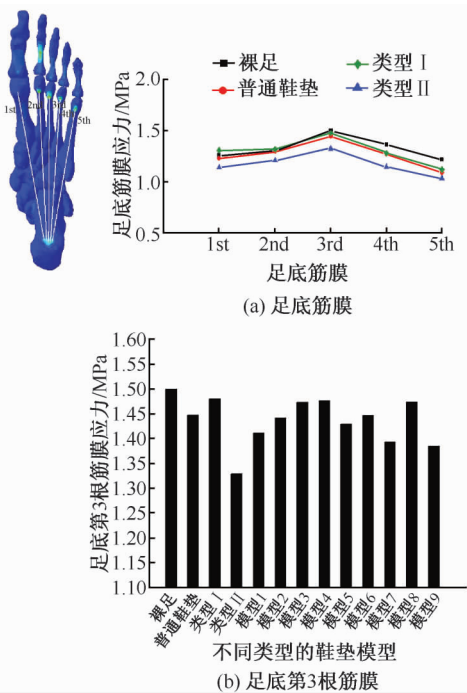 裸足
类型Ⅰ
普通鞋垫
类型Ⅱ
足底筋膜应力/MPa
2.0
1.5
1.0
0.5
1st
2nd
3rd
4th
5th
1st 2nd 3rd 4th 5th
足底筋膜
(a) 足底筋膜
足底第3根筋膜应力/MPa
1.60
1.55
1.50
1.45
1.40
1.35
1.30
1.25
1.20
1.15
1.10
裸足 普通鞋垫 类型Ⅰ 类型Ⅱ 模型1 模型2 模型3 模型4 模型5 模型6 模型7 模型8 模型9
不同类型的鞋垫模型
(b) 足底第3根筋膜